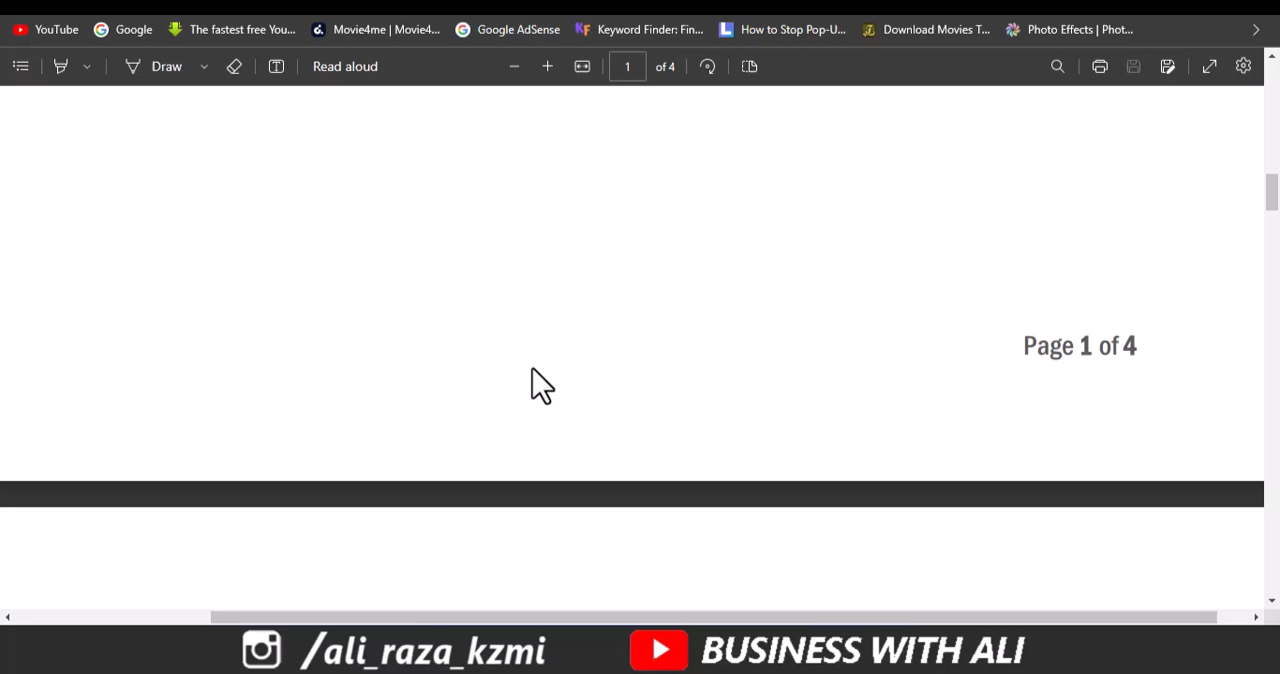 YouTube Google The fastest free You... Movie4me | Movie4... Google AdSense KF Keyword Finder: Fin... L How to Stop Pop-U... Download Movies T... Photo Effects | Phot...
Draw Read aloud 1 of 4
Page 1 of 4
/ali_raza_kzmi BUSINESS WITH ALI